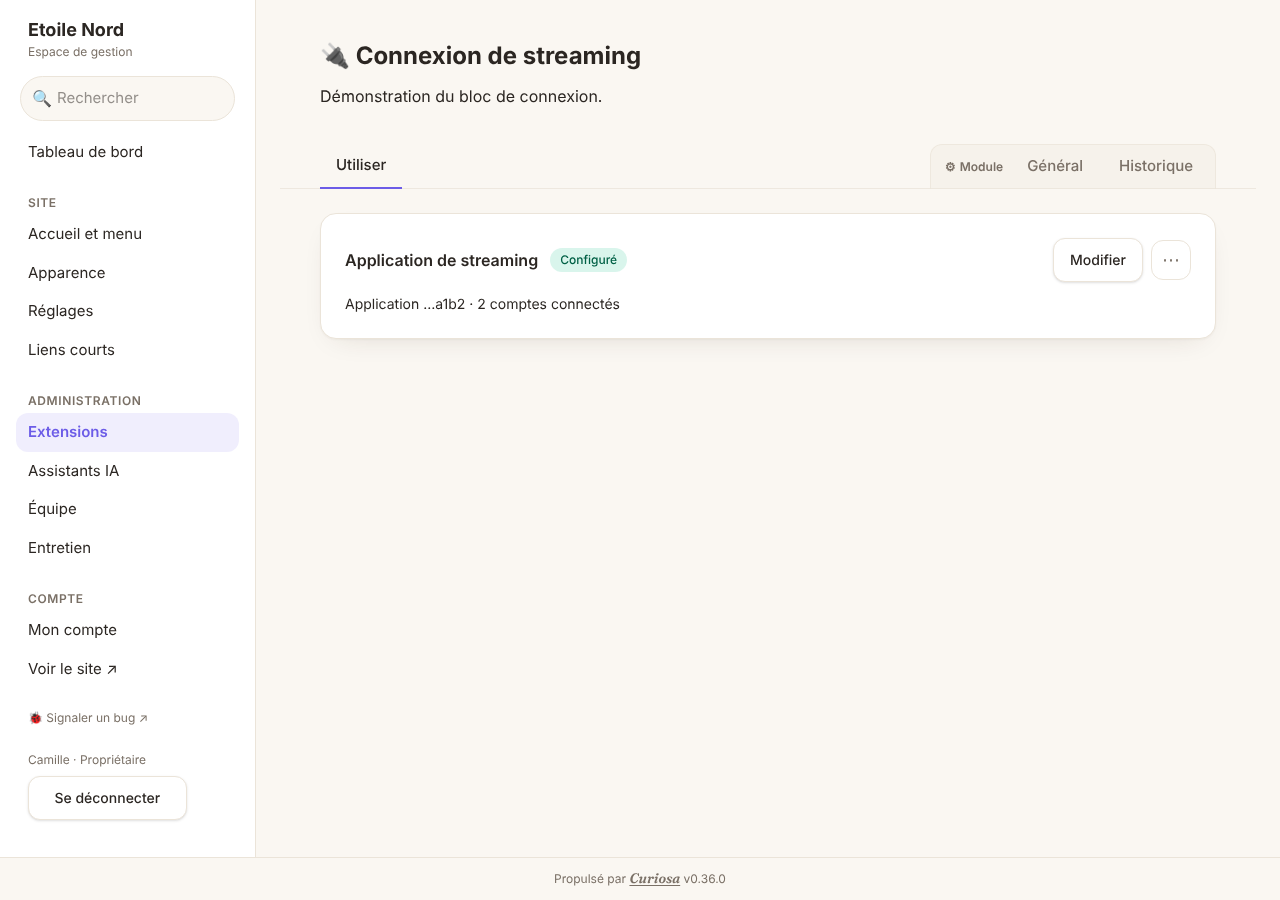 Etoile Nord
Espace de gestion
🔍 Rechercher
Tableau de bord
SITE
Accueil et menu
Apparence
Réglages
Liens courts
ADMINISTRATION
Extensions
Assistants IA
Équipe
Entretien
COMPTE
Mon compte
Voir le site ↗
🐞 Signaler un bug ↗
Camille · Propriétaire
Se déconnecter
🔌 Connexion de streaming
Démonstration du bloc de connexion.
Utiliser
⚙ Module Général Historique
Application de streaming Configuré
Modifier ⋯
Application …a1b2 · 2 comptes connectés
Propulsé par Curiosa v0.36.0